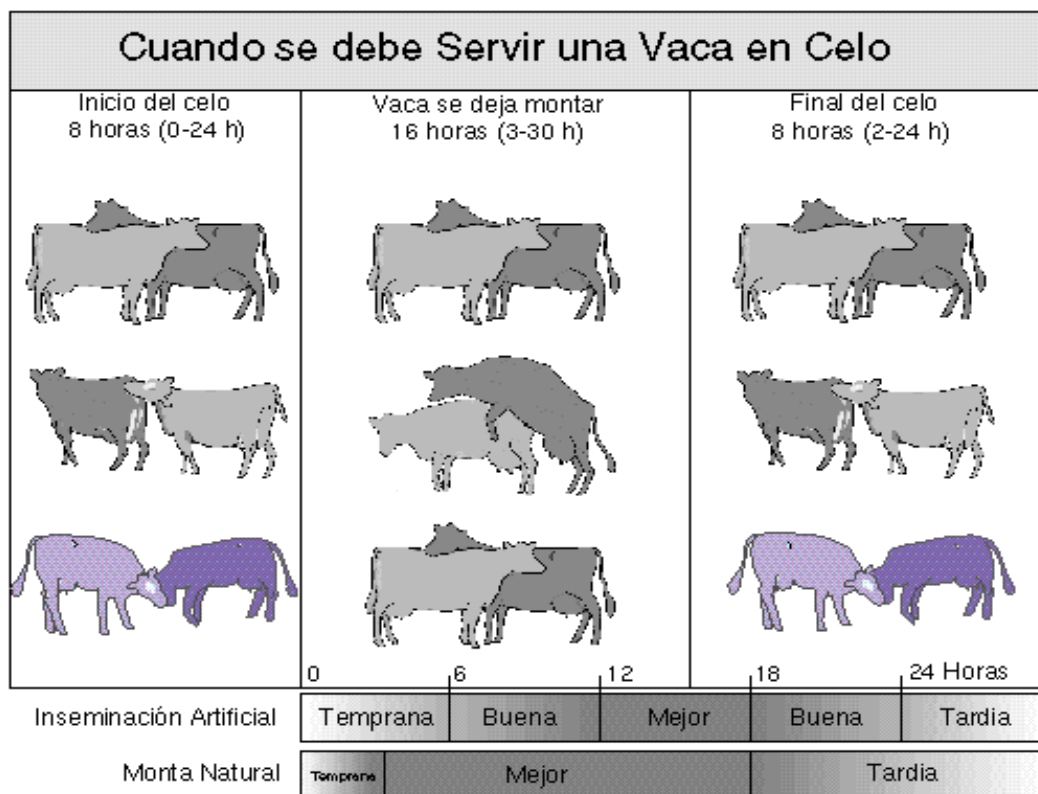 Cuando se debe Servir una Vaca en Celo
Inicio del celo
8 horas (0-24 h)
Vaca se deja montar
16 horas (3-30 h)
Final del celo
8 horas (2-24 h)
0 6 12 18 24 Horas
Inseminación Artificial Temprana Buena Mejor Buena Tardia
Monta Natural Temprana Mejor Tardia